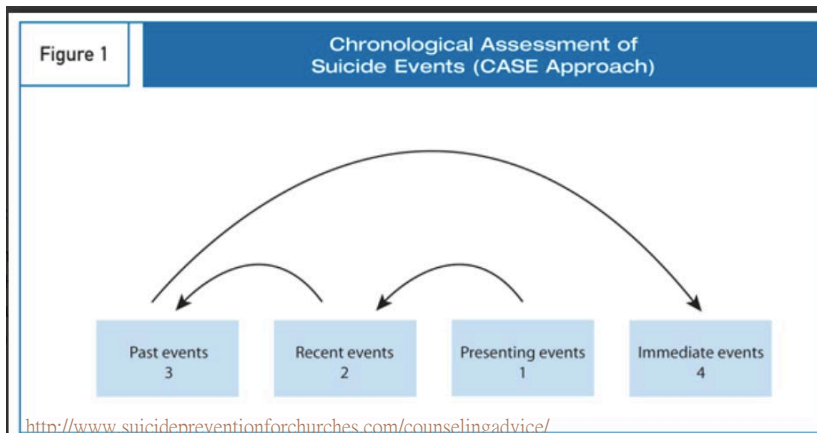 Figure 1
Chronological Assessment of
Suicide Events (CASE Approach)
Past events
3
Recent events
2
Presenting events
1
Immediate events
4
http://www.suicidepreventionforchurches.com/counselingadvice/